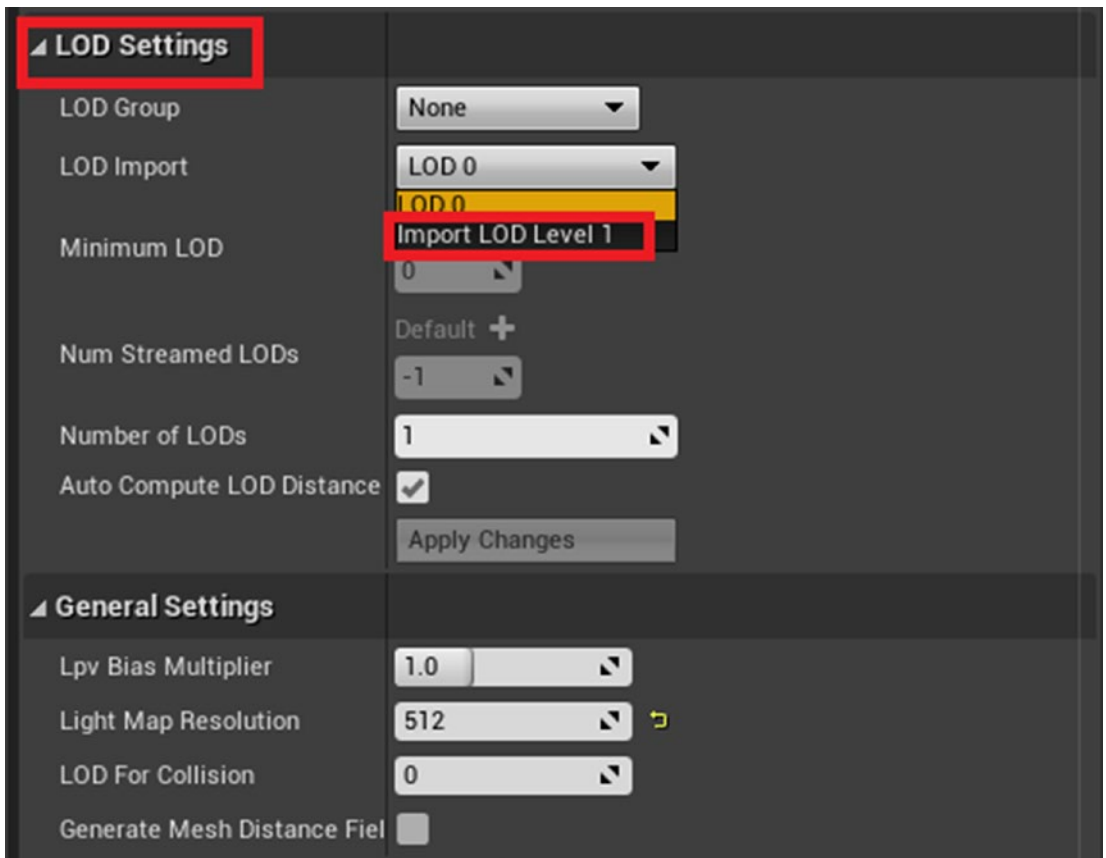 LOD Settings
LOD Group None
LOD Import LOD 0
LOD 0
Import LOD Level 1
Minimum LOD
0
Default
Num Streamed LODs
-1
Number of LODs 1
Auto Compute LOD Distance
Apply Changes
General Settings
Lpv Bias Multiplier 1.0
Light Map Resolution 512
LOD For Collision 0
Generate Mesh Distance Fiel